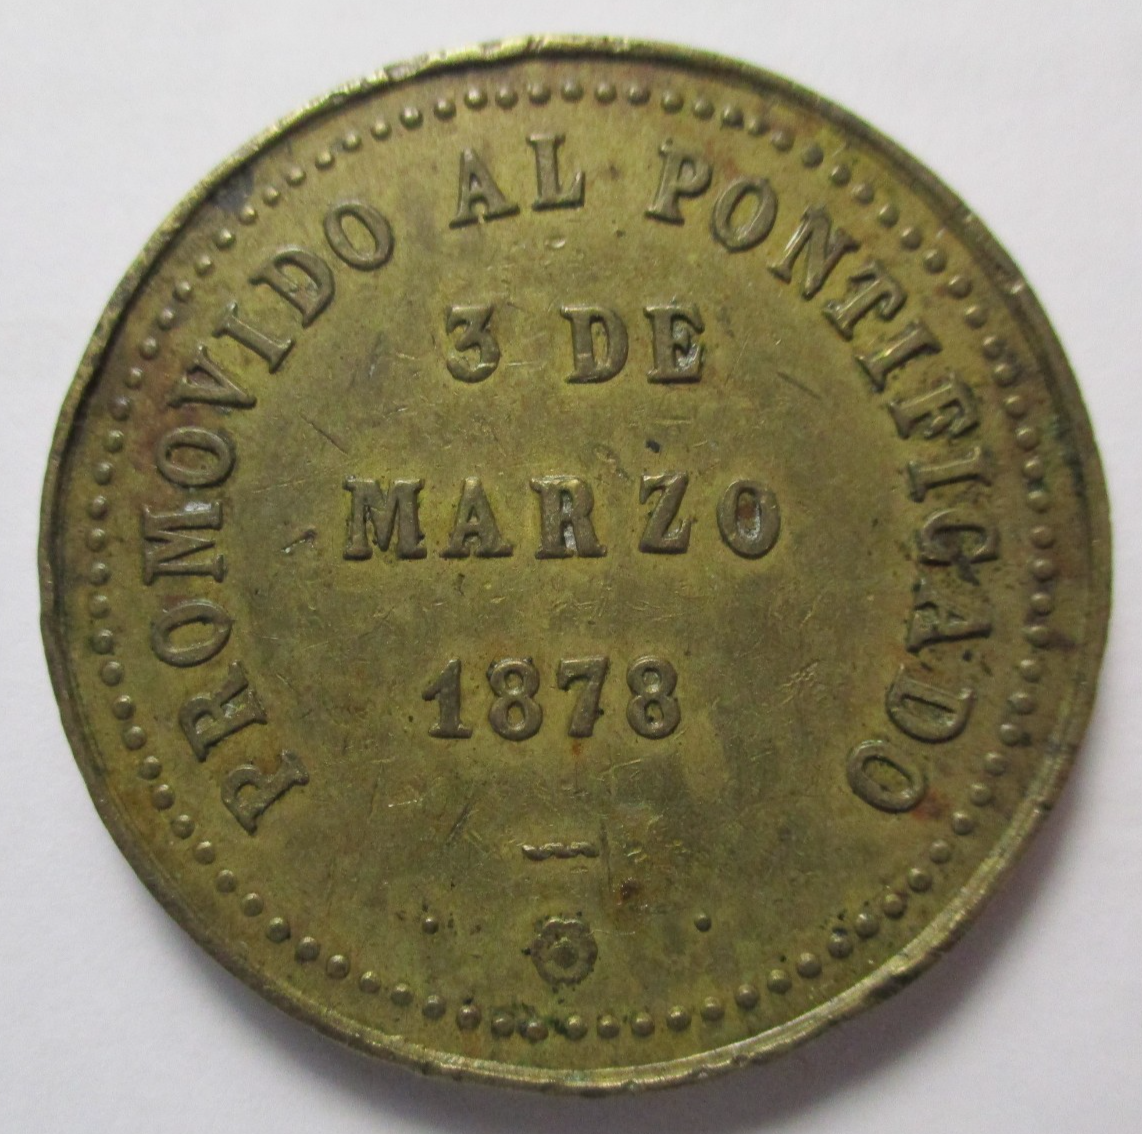 PROMOVIDO AL PONTIFICADO
3 DE
MARZO
1878